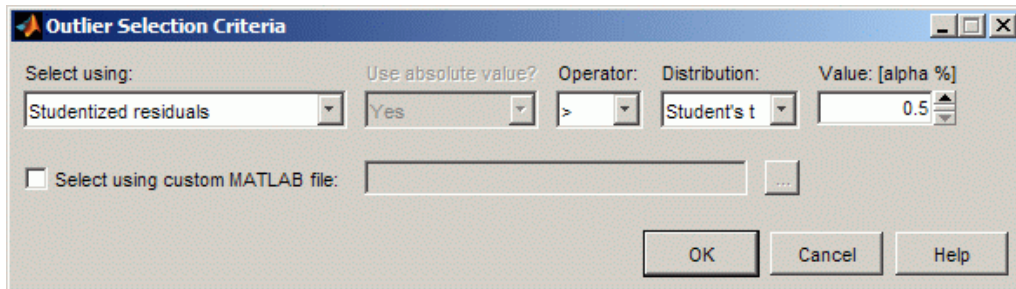 Outlier Selection Criteria
Select using: Use absolute value? Operator: Distribution: Value: [alpha %]
Studentized residuals Yes > Student's t 0.5
Select using custom MATLAB file: ...
OK Cancel Help